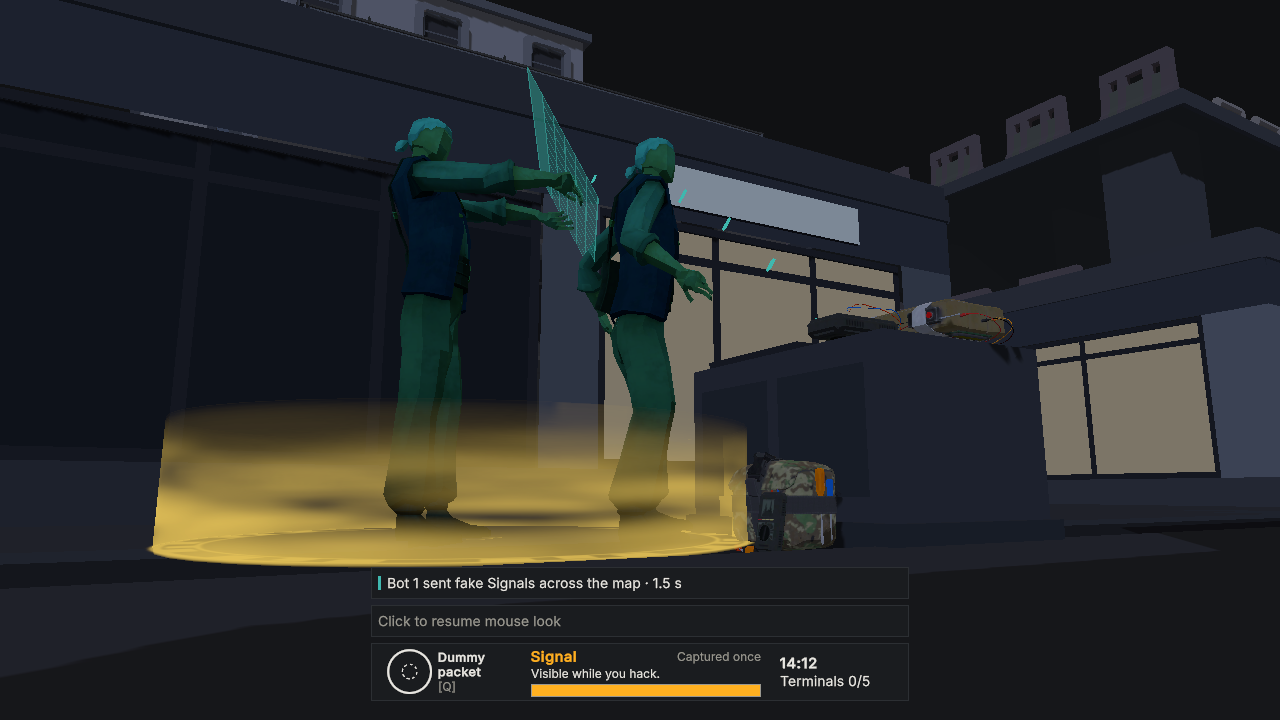 Bot 1 sent fake Signals across the map · 1.5 s
Click to resume mouse look
Dummy packet
[Q]
Signal
Captured once
Visible while you hack.
14:12
Terminals 0/5